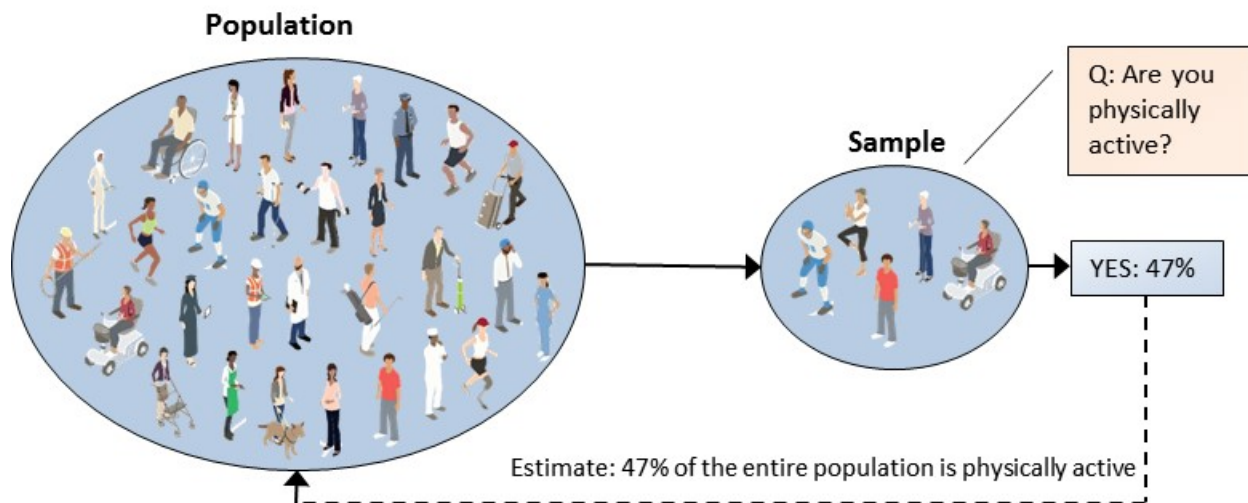 Population
Sample
Q: Are you
physically
active?
YES: 47%
Estimate: 47% of the entire population is physically active